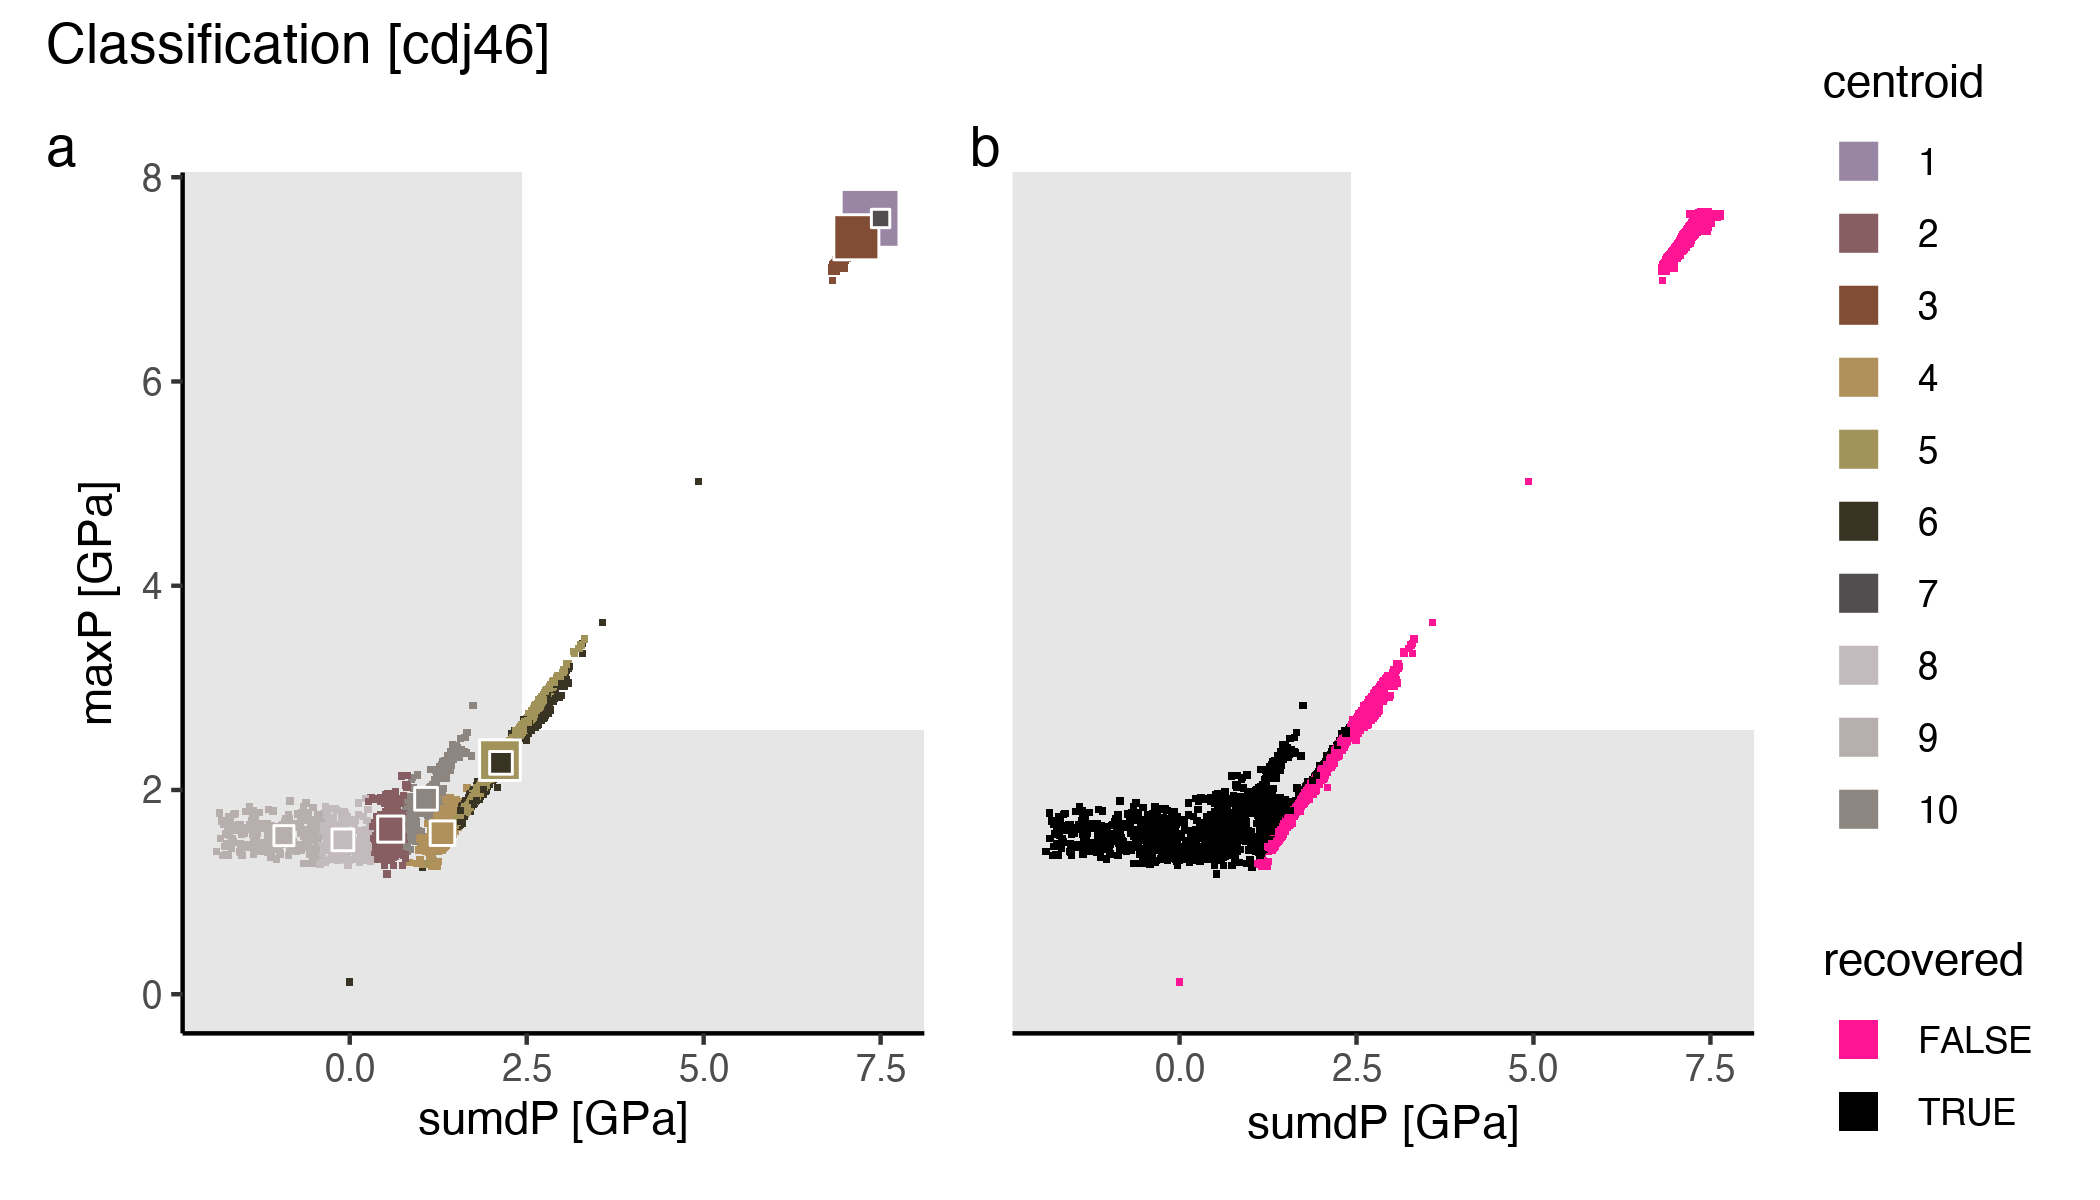 Classification [cdj46]
a
8
6
4
2
0
maxP [GPa]
0.0 2.5 5.0 7.5
sumdP [GPa]
b
0.0 2.5 5.0 7.5
sumdP [GPa]
centroid
1
2
3
4
5
6
7
8
9
10
recovered
FALSE
TRUE